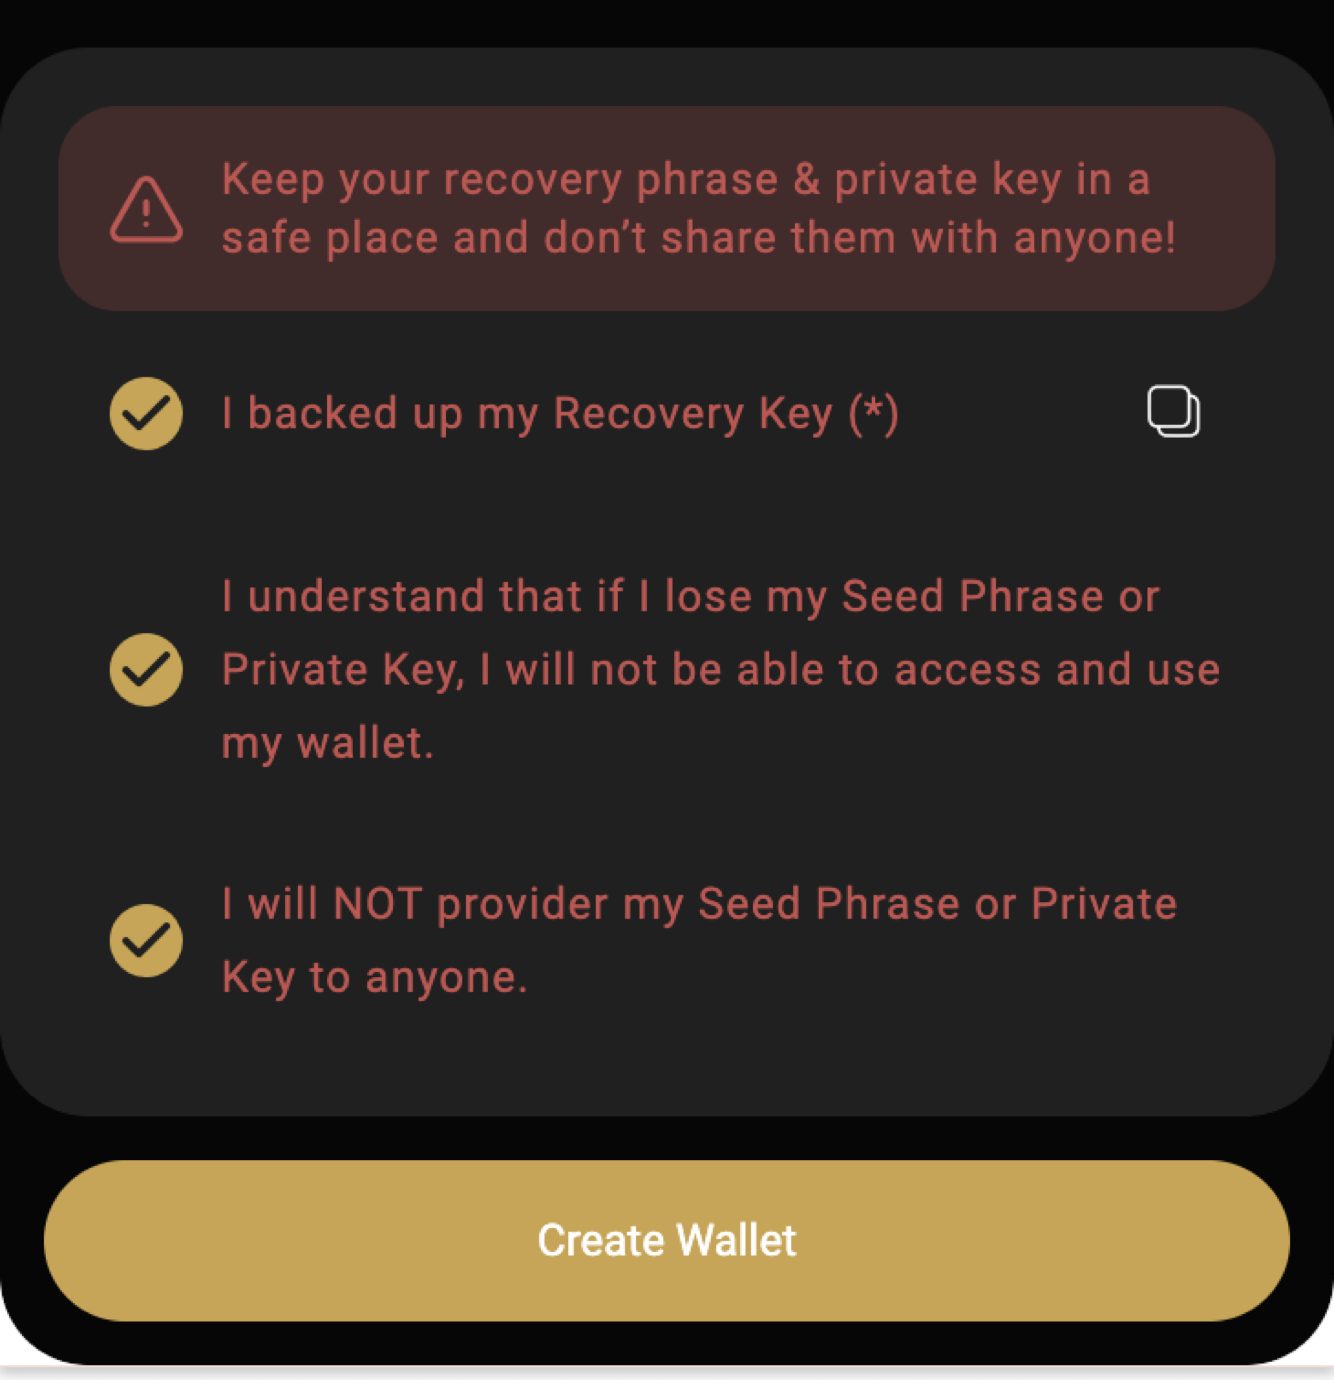 Keep your recovery phrase & private key in a
safe place and don’t share them with anyone!
I backed up my Recovery Key (*)
I understand that if I lose my Seed Phrase or
Private Key, I will not be able to access and use
my wallet.
I will NOT provider my Seed Phrase or Private
Key to anyone.
Create Wallet